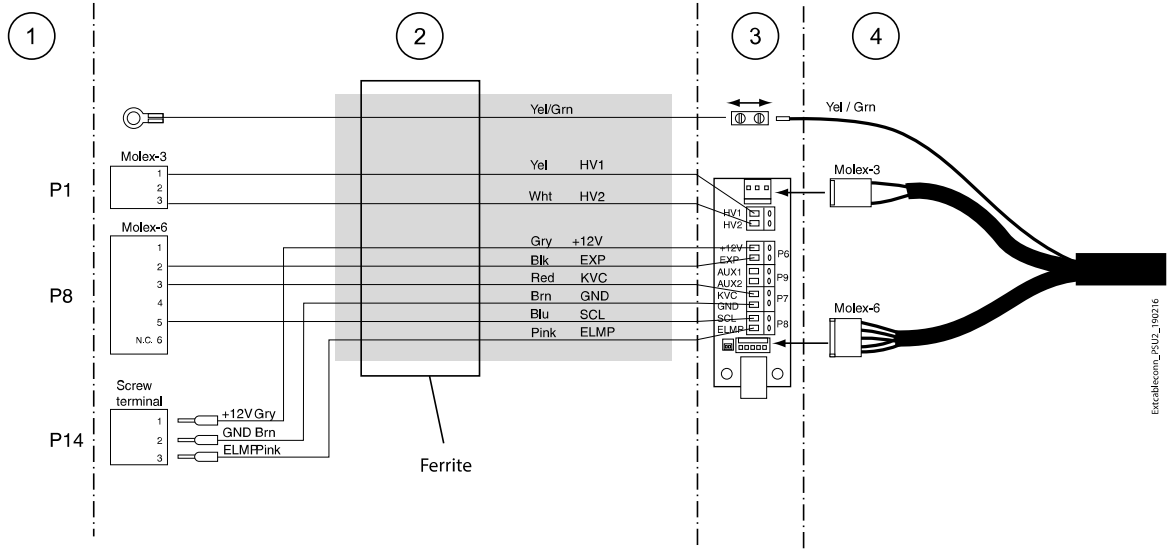 1
2
3
4
Yel/Grn
Yel / Grn
Molex-3
P1
1
2
3
Yel HV1
Wht HV2
Molex-6
P8
1
2
3
4
5
N.C. 6
Gry +12V
Blk EXP
Red KVC
Brn GND
Blu SCL
Pink ELMP
Screw
terminal
P14
1
2
3
+12V Gry
GND Brn
ELMP Pink
Ferrite
HV1
HV2
+12V
EXP
P6
AUX1
AUX2
P9
KVC
GND
P7
SCL
ELMP
P8
Molex-3
Molex-6
Extcableconn_PSU2_190216